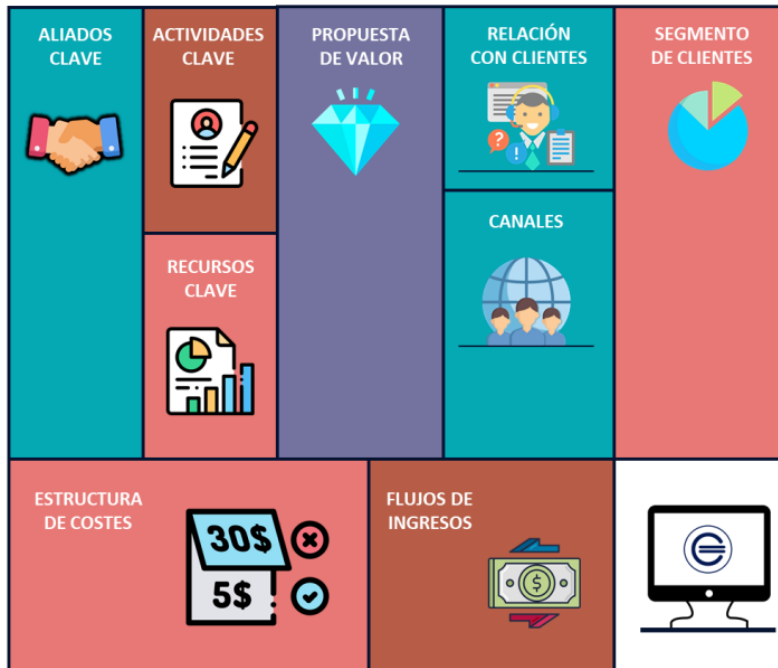 ALIADOS
CLAVE
ACTIVIDADES
CLAVE
PROPUESTA
DE VALOR
RELACIÓN
CON CLIENTES
SEGMENTO
DE CLIENTES
CANALES
RECURSOS
CLAVE
ESTRUCTURA
DE COSTES
30$
5$
FLUJOS DE
INGRESOS
$